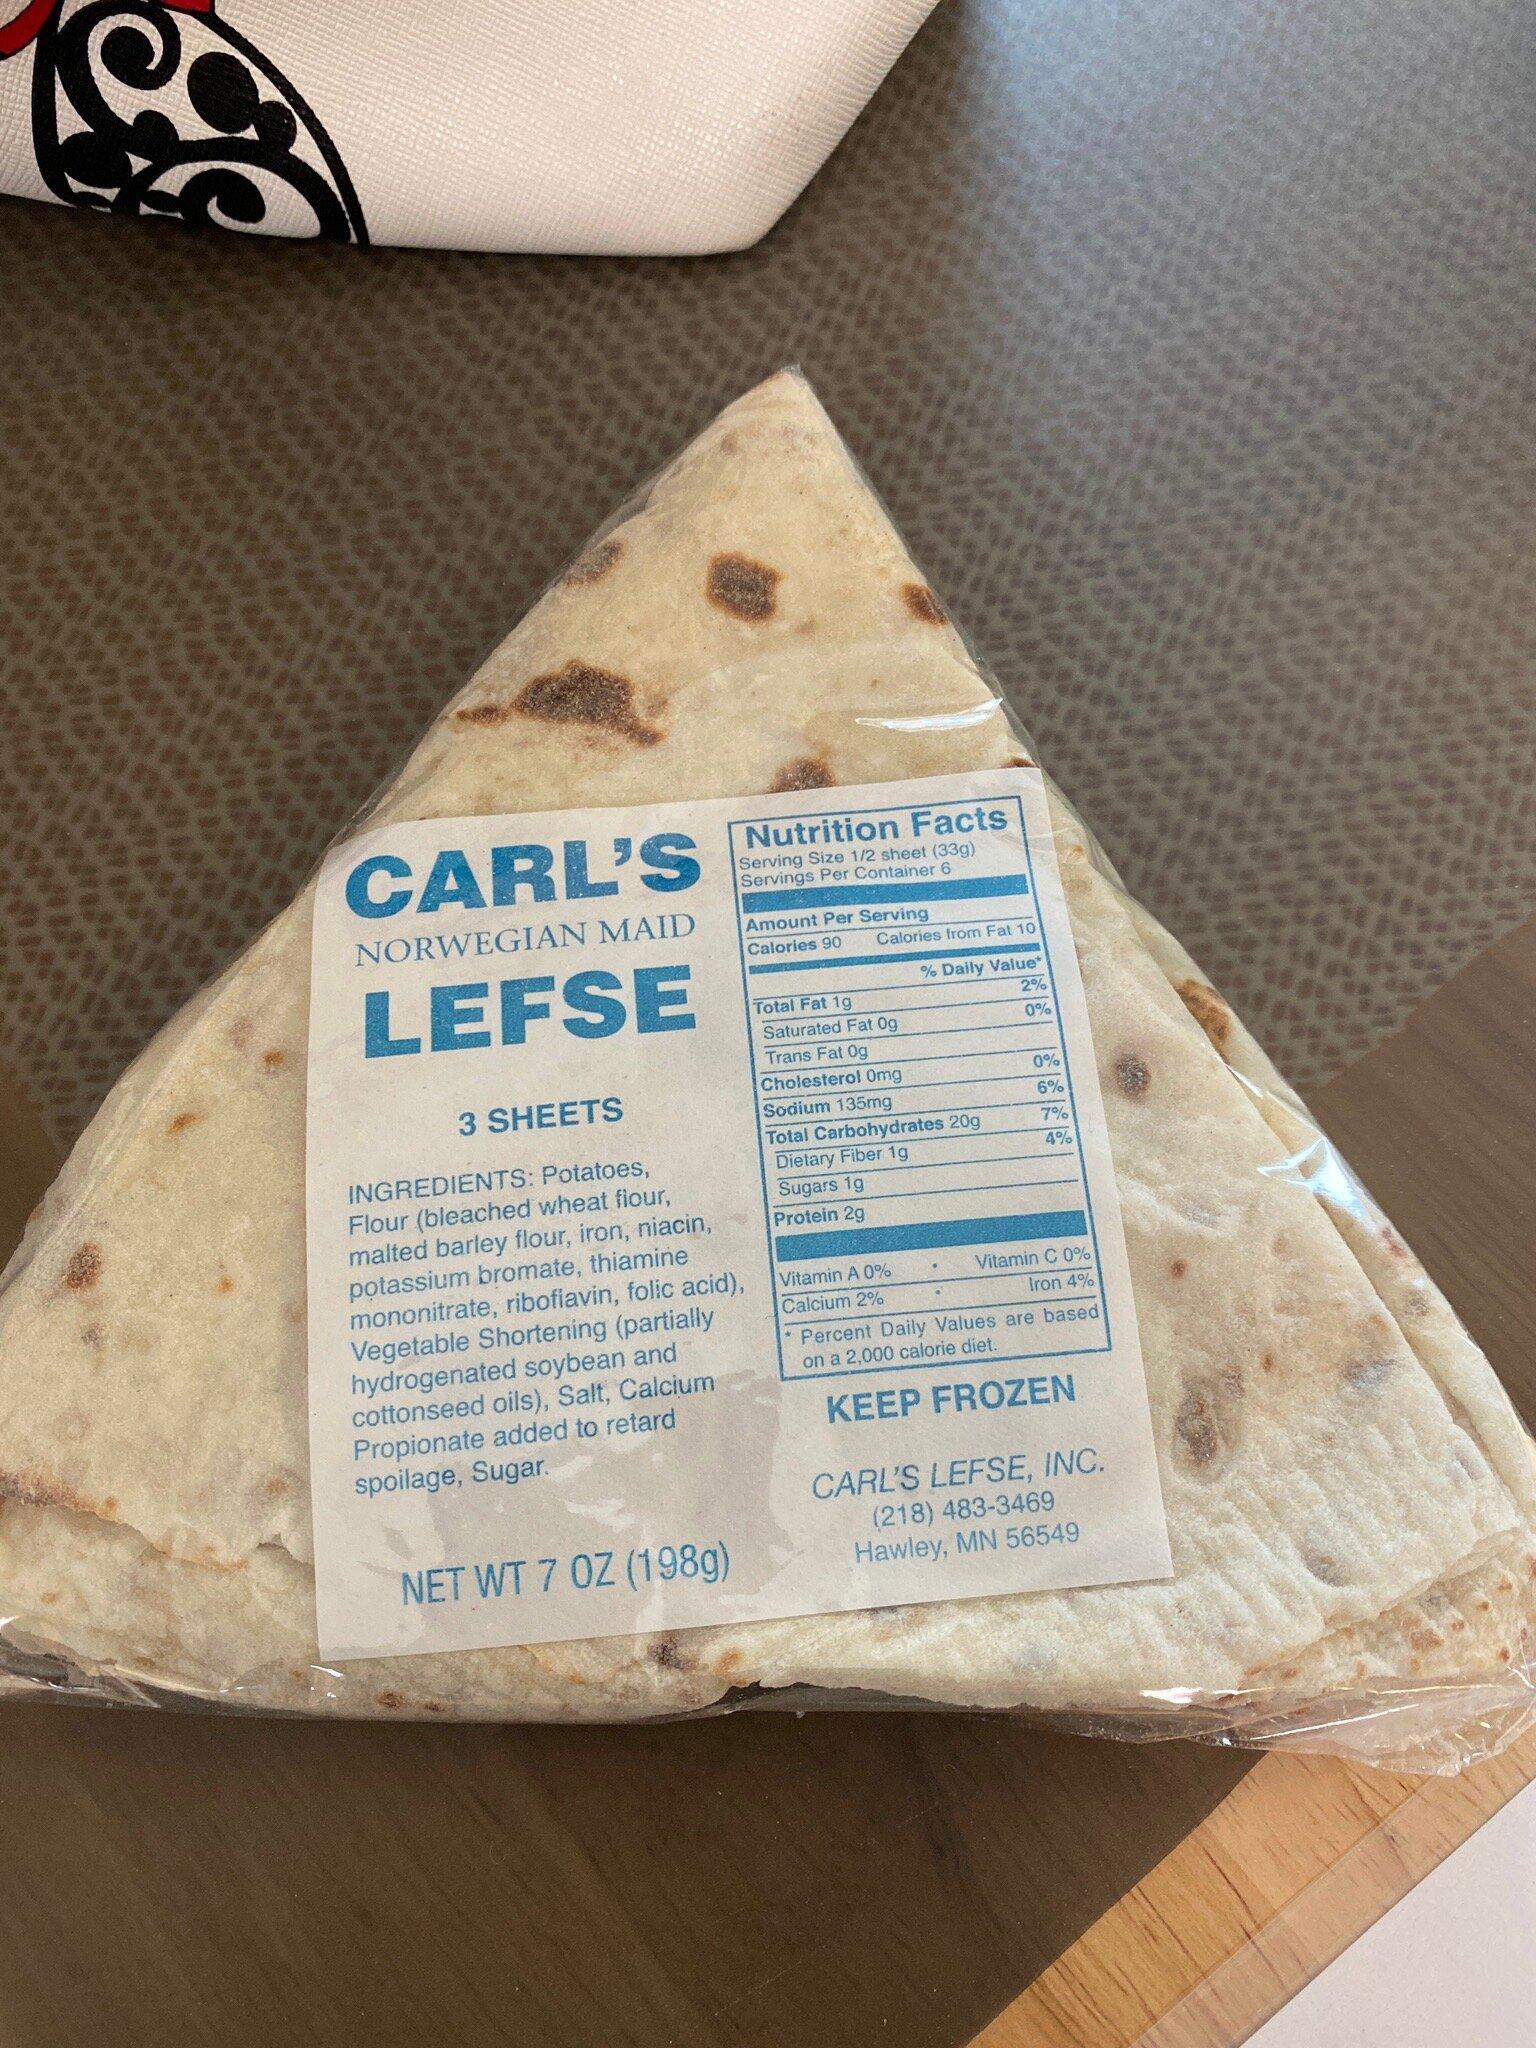 CARL'S
NORWEGIAN MAID
LEFSE
3 SHEETS
INGREDIENTS: Potatoes,
Flour (bleached wheat flour,
malted barley flour, iron, niacin,
potassium bromate, thiamine
mononitrate, riboflavin, folic acid),
Vegetable Shortening (partially
hydrogenated soybean and
cottonseed oils), Salt, Calcium
Propionate added to retard
spoilage, Sugar.
NET WT 7 OZ (198g)
Nutrition Facts
Serving Size 1/2 sheet (33g)
Servings Per Container 6
Amount Per Serving
Calories 90 Calories from Fat 10
% Daily Value*
Total Fat 1g 2%
Saturated Fat 0g 0%
Trans Fat 0g
Cholesterol 0mg 0%
Sodium 135mg 6%
Total Carbohydrates 20g 7%
Dietary Fiber 1g 4%
Sugars 1g
Protein 2g
Vitamin A 0% • Vitamin C 0%
Calcium 2% • Iron 4%
* Percent Daily Values are based
on a 2,000 calorie diet.
KEEP FROZEN
CARL'S LEFSE, INC.
(218) 483-3469
Hawley, MN 56549